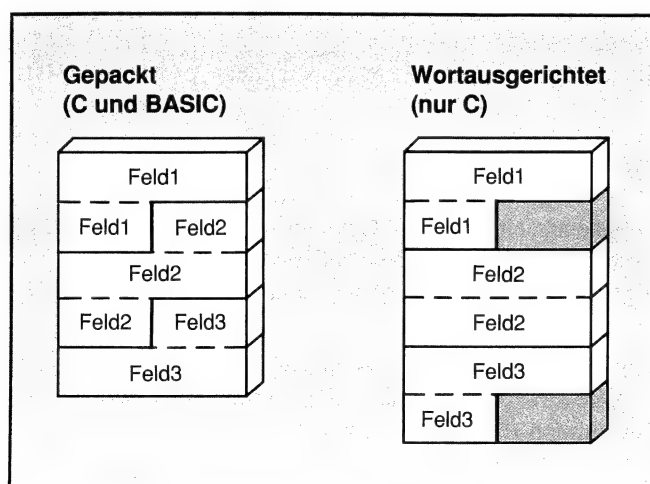 Gepackt
(C und BASIC)
Feld1
Feld1 Feld2
Feld2
Feld2 Feld3
Feld3
Wortausgerichtet
(nur C)
Feld1
Feld1
Feld2
Feld2
Feld3
Feld3